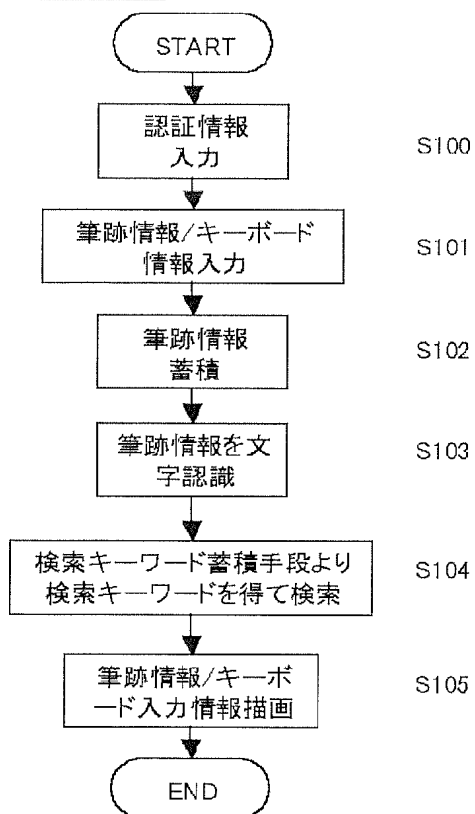 START
認証情報
入力
S100
筆跡情報/キーボード
情報入力
S101
筆跡情報
蓄積
S102
筆跡情報を文
字認識
S103
検索キーワード蓄積手段より
検索キーワードを得て検索
S104
筆跡情報/キーボ
ード入力情報描画
S105
END